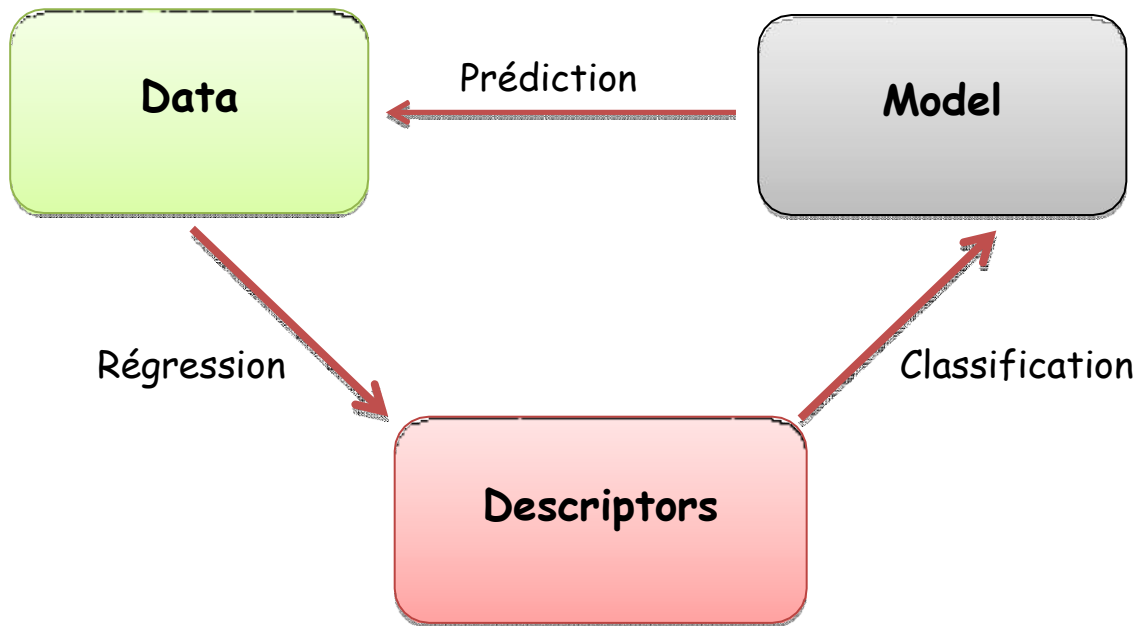 Data
Prédiction
Model
Régression
Classification
Descriptors